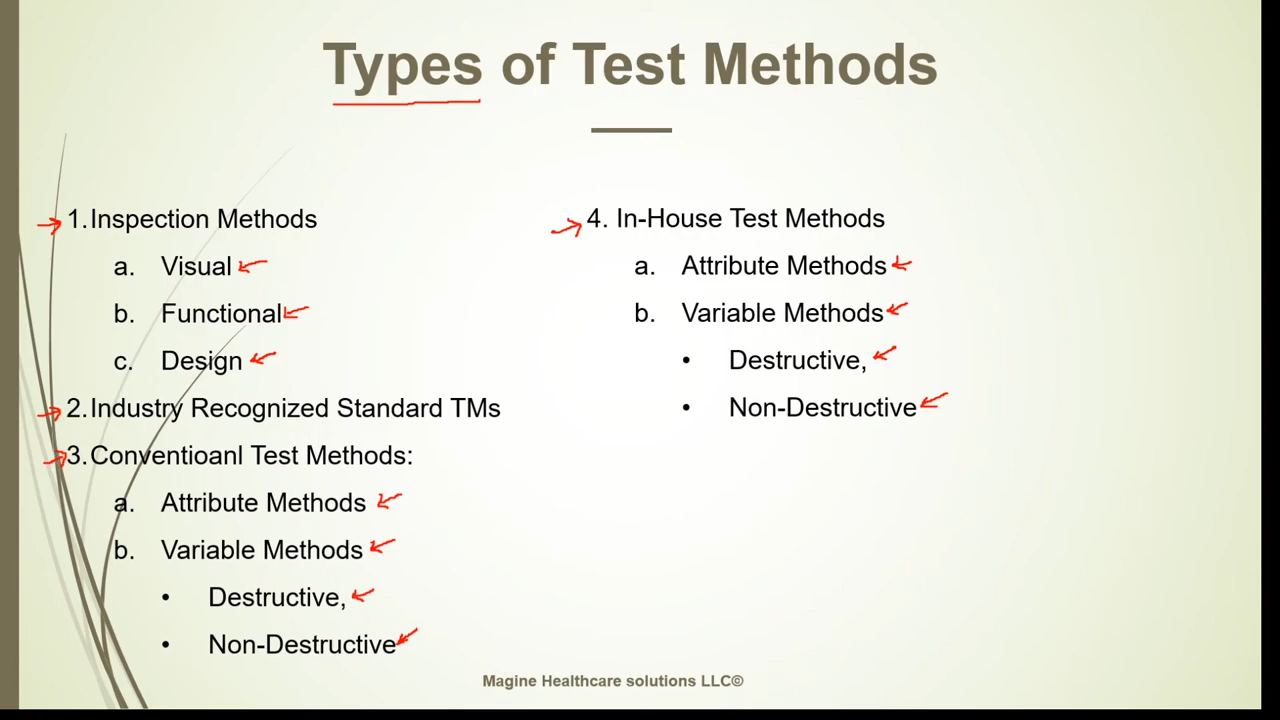 Types of Test Methods
1.Inspection Methods
a. Visual
b. Functional
c. Design
2.Industry Recognized Standard TMs
3.Conventioanl Test Methods:
a. Attribute Methods
b. Variable Methods
• Destructive,
• Non-Destructive
4. In-House Test Methods
a. Attribute Methods
b. Variable Methods
• Destructive,
• Non-Destructive
Magine Healthcare solutions LLC©